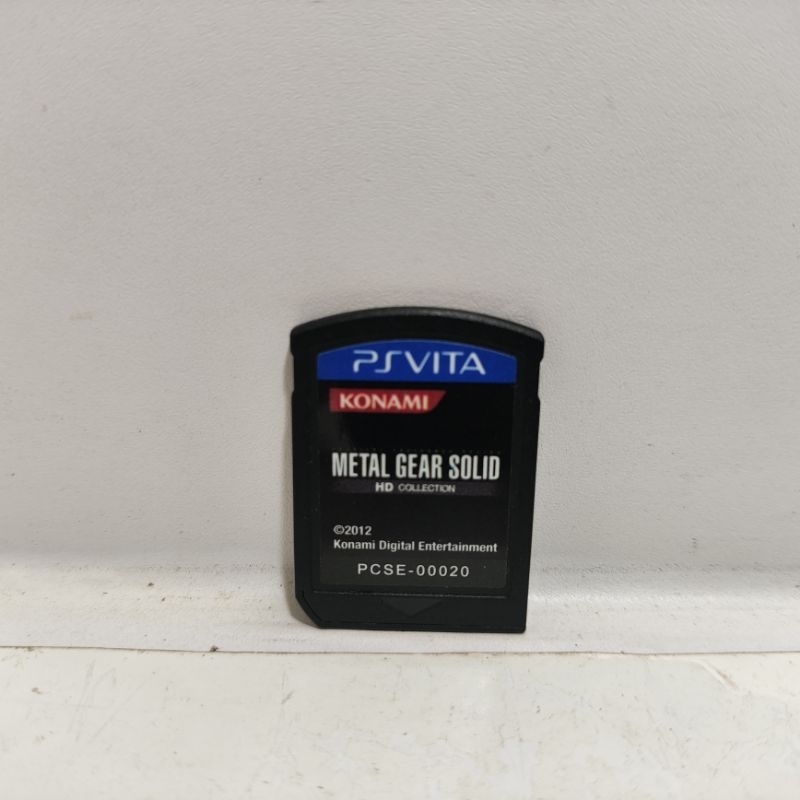 PSVITA
KONAMI
METAL GEAR SOLID
HD COLLECTION
©2012
Konami Digital Entertainment
PCSE-00020